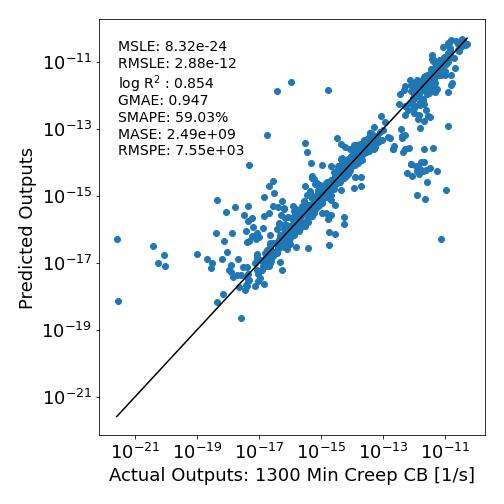 MSLE: 8.32e-24
RMSLE: 2.88e-12
log R² : 0.854
GMAE: 0.947
SMAPE: 59.03%
MASE: 2.49e+09
RMSPE: 7.55e+03
Predicted Outputs
10⁻¹¹
10⁻¹³
10⁻¹⁵
10⁻¹⁷
10⁻¹⁹
10⁻²¹
10⁻²¹ 10⁻¹⁹ 10⁻¹⁷ 10⁻¹⁵ 10⁻¹³ 10⁻¹¹
Actual Outputs: 1300 Min Creep CB [1/s]